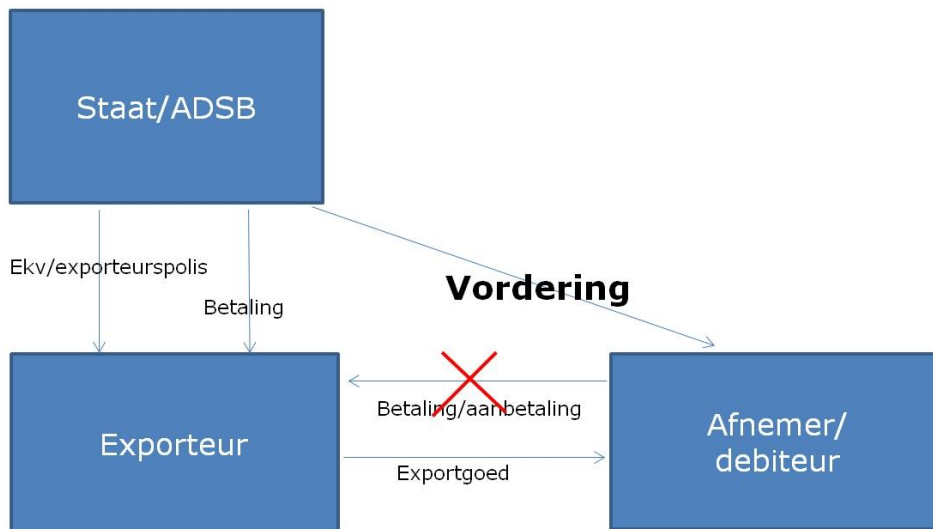 Staat/ADSB
Ekv/exporteurspolis
Betaling
Vordering
Betaling/aanbetaling
Exporteur
Exportgoed
Afnemer/
debiteur